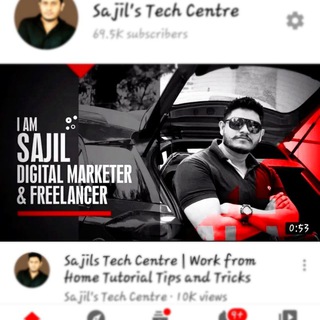 Sajil's Tech Centre
69.5K subscribers
I AM
SAJIL
DIGITAL MARKETER
& FREELANCER
0:53
Sajils Tech Centre | Work from
Home Tutorial Tips and Tricks
Sajil's Tech Centre · 10K views
9+